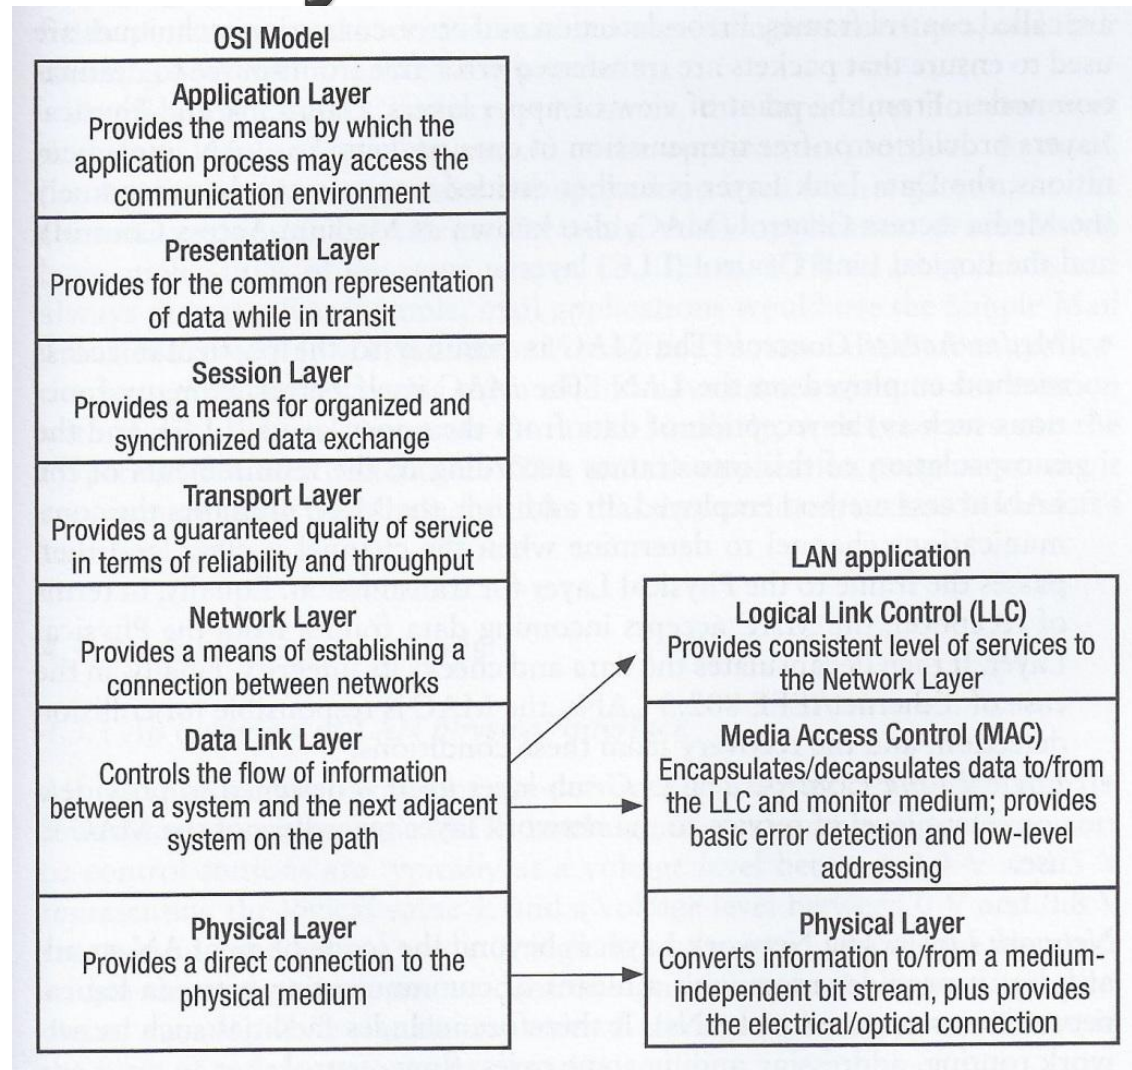 OSI Model
Application Layer
Provides the means by which the
application process may access the
communication environment
Presentation Layer
Provides for the common representation
of data while in transit
Session Layer
Provides a means for organized and
synchronized data exchange
Transport Layer
Provides a guaranteed quality of service
in terms of reliability and throughput
Network Layer
Provides a means of establishing a
connection between networks
Data Link Layer
Controls the flow of information
between a system and the next adjacent
system on the path
Physical Layer
Provides a direct connection to the
physical medium
LAN application
Logical Link Control (LLC)
Provides consistent level of services to
the Network Layer
Media Access Control (MAC)
Encapsulates/decapsulates data to/from
the LLC and monitor medium; provides
basic error detection and low-level
addressing
Physical Layer
Converts information to/from a medium-
independent bit stream, plus provides
the electrical/optical connection